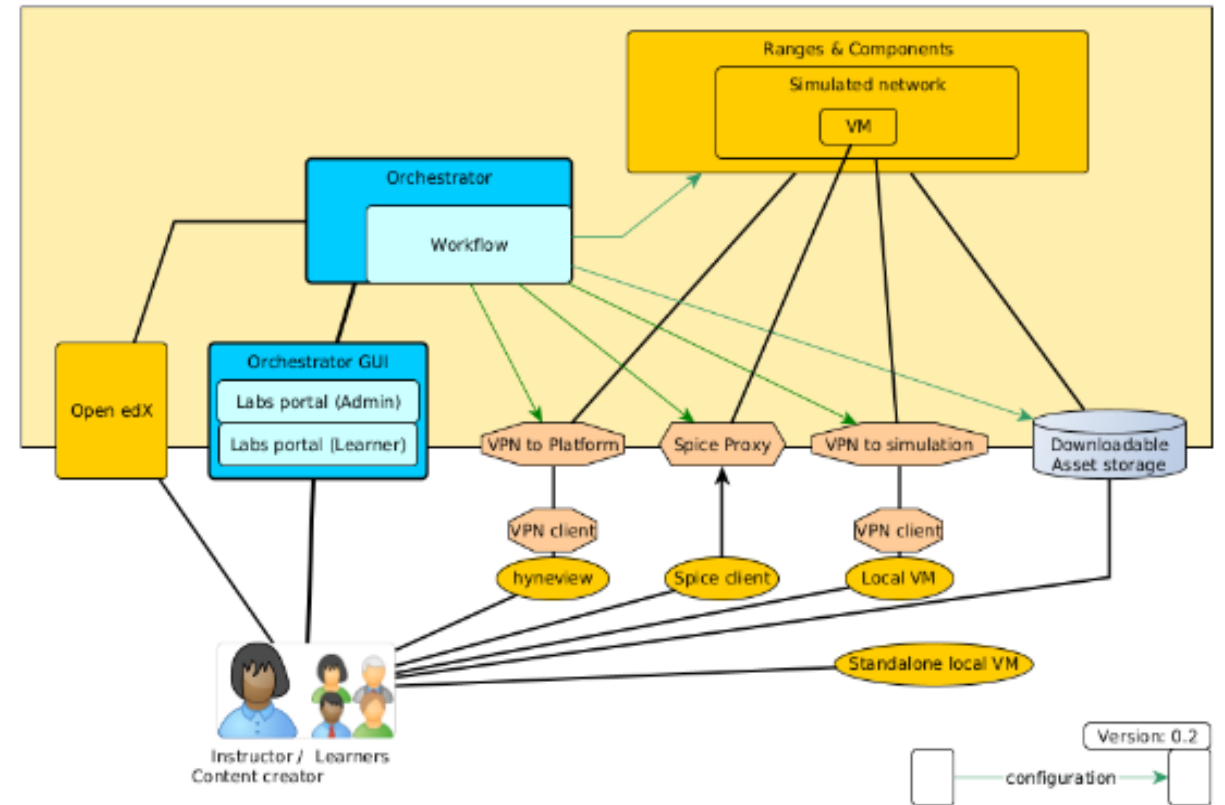 Ranges & Components
Simulated network
VM
Orchestrator
Workflow
Open edX
Orchestrator GUI
Labs portal (Admin)
Labs portal (Learner)
VPN to Platform
Spice Proxy
VPN to simulation
Downloadable
Asset storage
VPN client
VPN client
hyneview
Spice client
Local VM
Standalone local VM
Instructor / Learners
Content creator
Version: 0.2
configuration